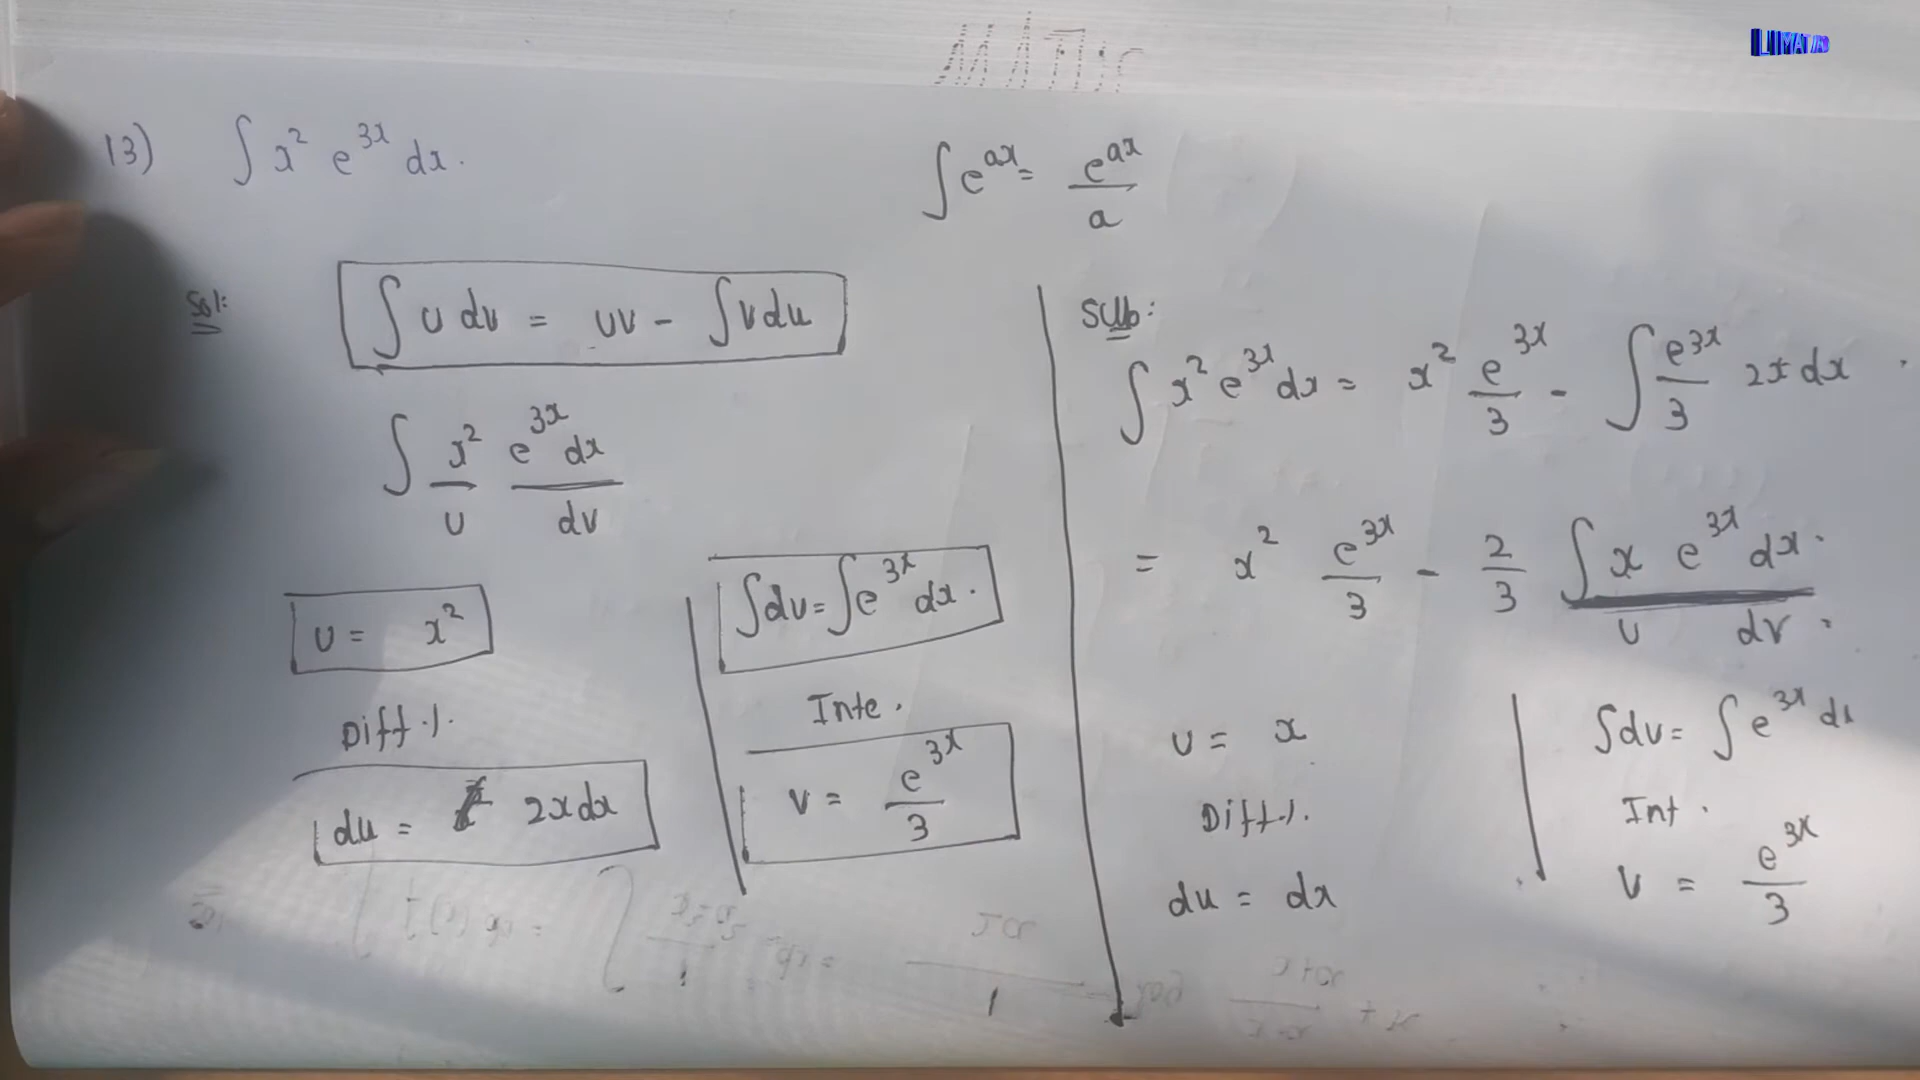 13) ∫ x² e^{3x} dx.
∫e^{ax} = e^{ax}/a
Sol:
∫ u dv = uv - ∫v du
∫ x² e^{3x} dx
u dv
u = x²
Diff.
du = 2x dx
∫dv = ∫e^{3x} dx.
Inte.
v = e^{3x}/3
Sub:
∫ x² e^{3x} dx = x² e^{3x}/3 - ∫ e^{3x}/3 2x dx
= x² e^{3x}/3 - 2/3 ∫ x e^{3x} dx.
u dv
u = x
Diff.
du = dx
∫dv = ∫ e^{3x} dx
Int.
v = e^{3x}/3